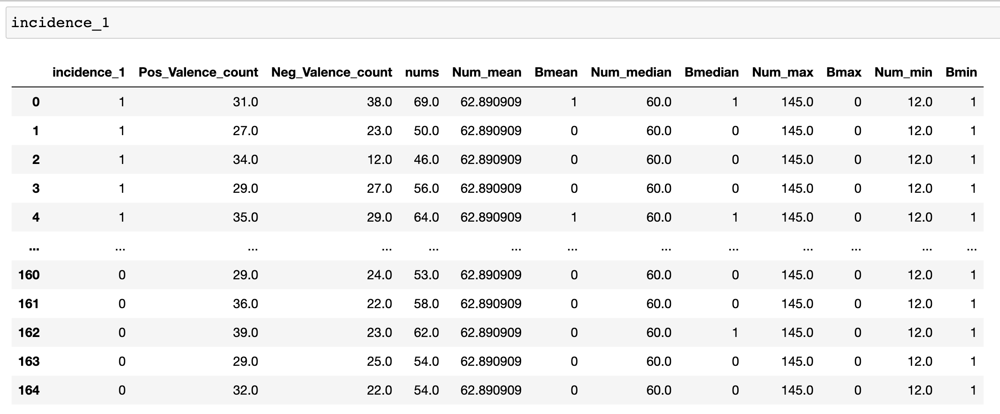 incidence_1
incidence_1 Pos_Valence_count Neg_Valence_count nums Num_mean Bmean Num_median Bmedian Num_max Bmax Num_min Bmin
0 1 31.0 38.0 69.0 62.890909 1 60.0 1 145.0 0 12.0 1
1 1 27.0 23.0 50.0 62.890909 0 60.0 0 145.0 0 12.0 1
2 1 34.0 12.0 46.0 62.890909 0 60.0 0 145.0 0 12.0 1
3 1 29.0 27.0 56.0 62.890909 0 60.0 0 145.0 0 12.0 1
4 1 35.0 29.0 64.0 62.890909 1 60.0 1 145.0 0 12.0 1
... ... ... ... ... ... ... ... ... ... ... ... ...
160 0 29.0 24.0 53.0 62.890909 0 60.0 0 145.0 0 12.0 1
161 0 36.0 22.0 58.0 62.890909 0 60.0 0 145.0 0 12.0 1
162 0 39.0 23.0 62.0 62.890909 0 60.0 1 145.0 0 12.0 1
163 0 29.0 25.0 54.0 62.890909 0 60.0 0 145.0 0 12.0 1
164 0 32.0 22.0 54.0 62.890909 0 60.0 0 145.0 0 12.0 1